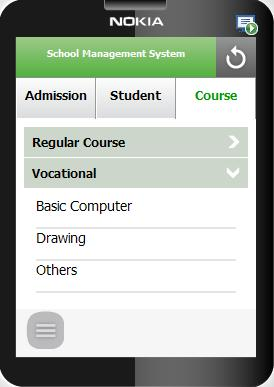 NOKIA
School Management System
Admission Student Course
Regular Course
Vocational
Basic Computer
Drawing
Others